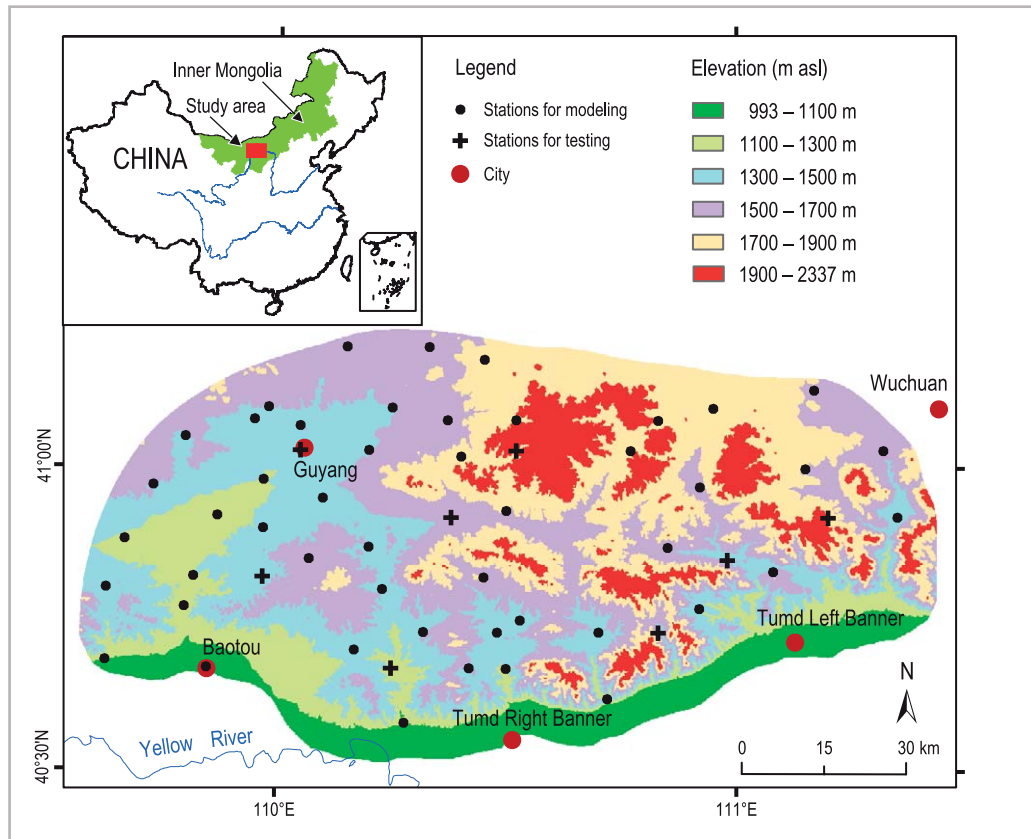 Inner Mongolia
Study area
CHINA
Legend
Stations for modeling
Stations for testing
City
Elevation (m asl)
993 – 1100 m
1100 – 1300 m
1300 – 1500 m
1500 – 1700 m
1700 – 1900 m
1900 – 2337 m
Wuchuan
41°00'N
Guyang
Tumd Left Banner
Baotou
N
Tumd Right Banner
Yellow River
0 15 30 km
40°30'N
110°E 111°E